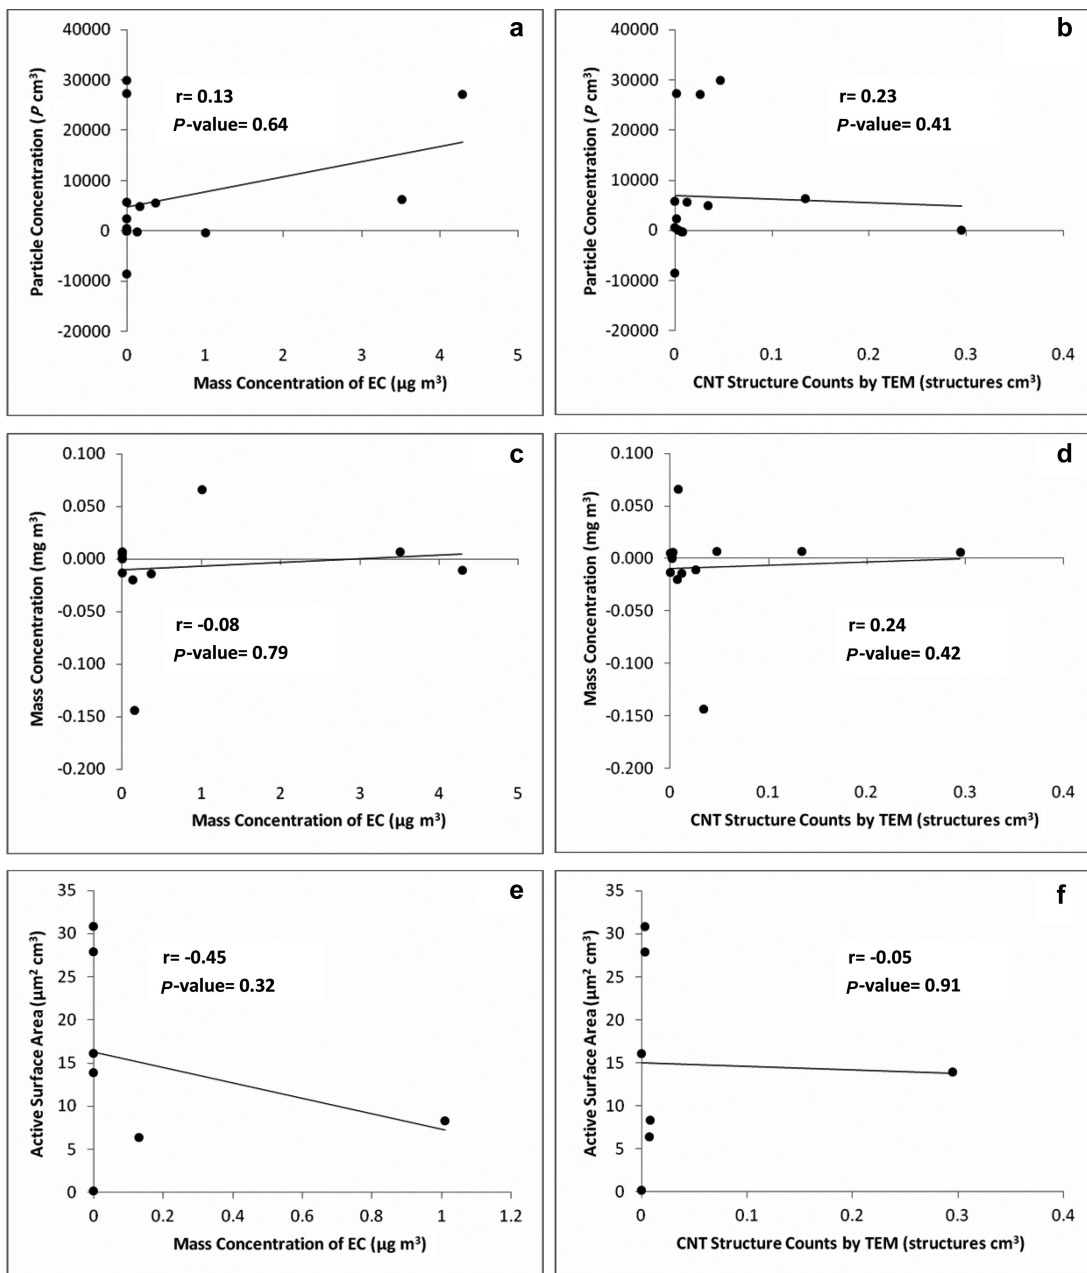 a
40000
30000
20000
10000
0
-10000
-20000
Particle Concentration (P cm³)
r= 0.13
P-value= 0.64
0 1 2 3 4 5
Mass Concentration of EC (µg m³)
b
40000
30000
20000
10000
0
-10000
-20000
Particle Concentration (P cm³)
r= 0.23
P-value= 0.41
0 0.1 0.2 0.3 0.4
CNT Structure Counts by TEM (structures cm³)
c
0.100
0.050
0.000
-0.050
-0.100
-0.150
-0.200
Mass Concentration (mg m³)
r= -0.08
P-value= 0.79
0 1 2 3 4 5
Mass Concentration of EC (µg m³)
d
0.100
0.050
0.000
-0.050
-0.100
-0.150
-0.200
Mass Concentration (mg m³)
r= 0.24
P-value= 0.42
0 0.1 0.2 0.3 0.4
CNT Structure Counts by TEM (structures cm³)
e
35
30
25
20
15
10
5
0
Active Surface Area (µm² cm³)
r= -0.45
P-value= 0.32
0 0.2 0.4 0.6 0.8 1 1.2
Mass Concentration of EC (µg m³)
f
35
30
25
20
15
10
5
0
Active Surface Area (µm² cm³)
r= -0.05
P-value= 0.91
0 0.1 0.2 0.3 0.4
CNT Structure Counts by TEM (structures cm³)